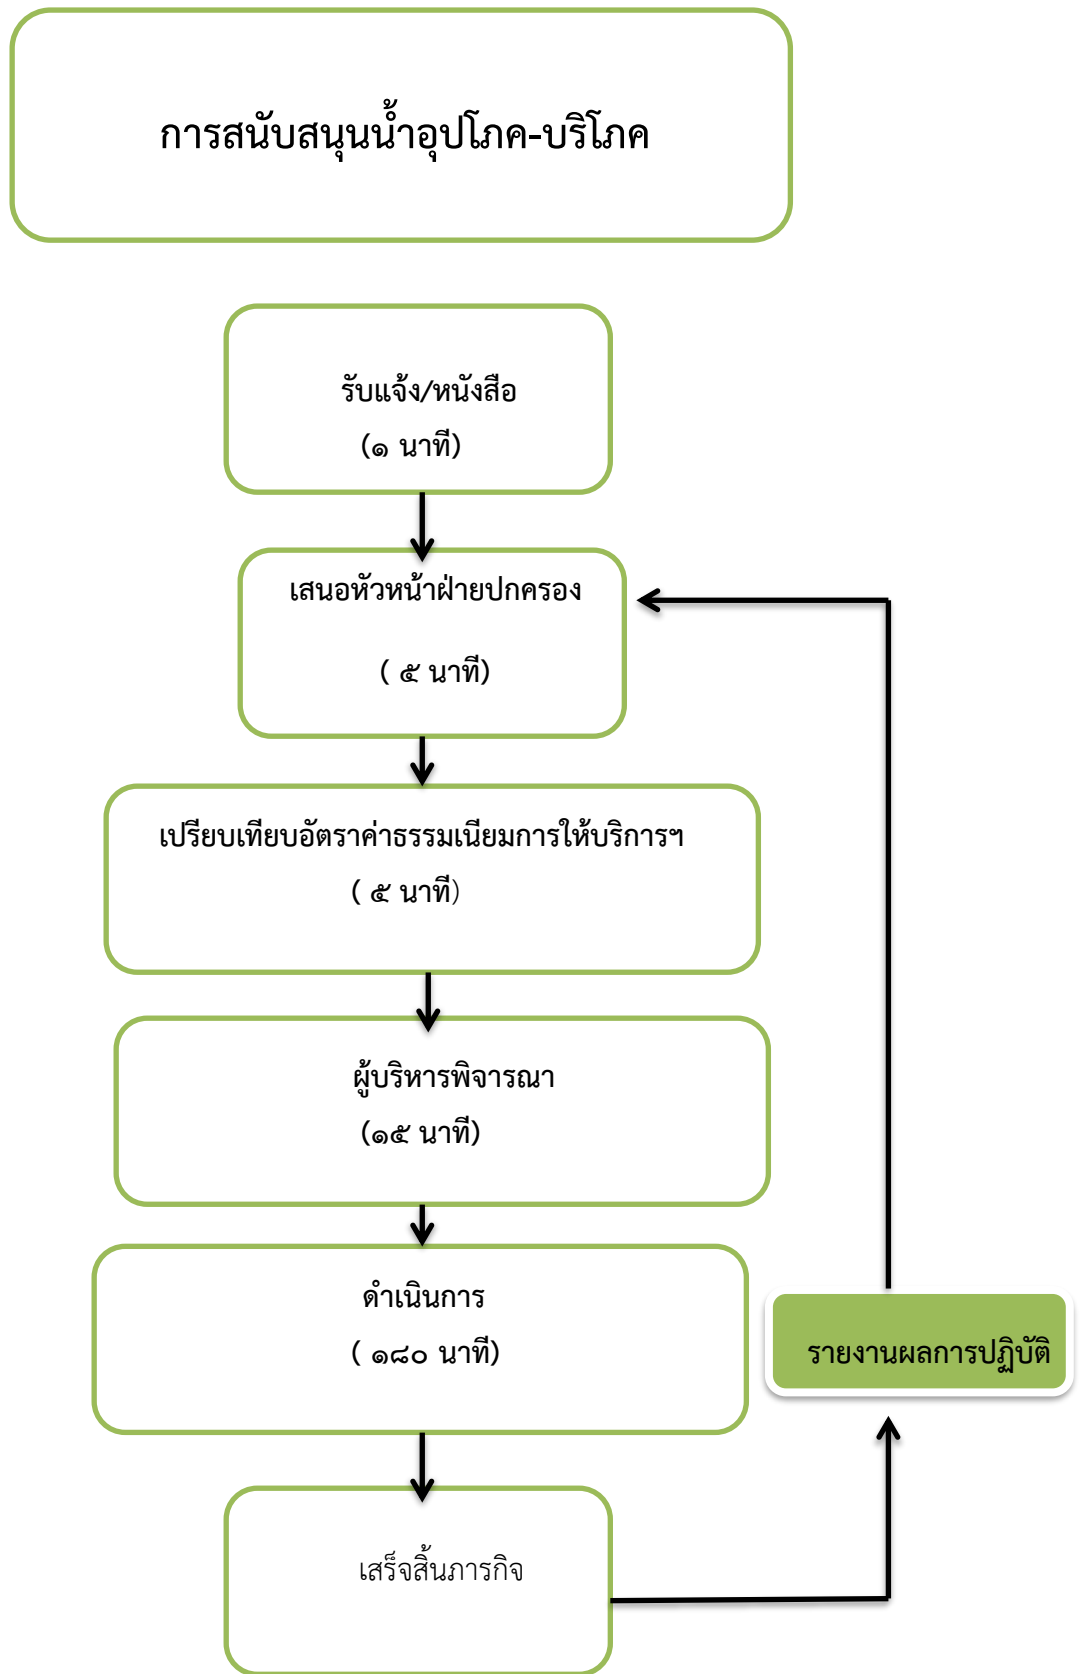 การสนับสนุนน้ำอุปโภค-บริโภค
รับแจ้ง/หนังสือ
(๑ นาที)
เสนอหัวหน้าฝ่ายปกครอง
( ๕ นาที)
เปรียบเทียบอัตราค่าธรรมเนียมการให้บริการฯ
( ๕ นาที)
ผู้บริหารพิจารณา
(๑๕ นาที)
ดำเนินการ
( ๑๘๐ นาที)
รายงานผลการปฏิบัติ
เสร็จสิ้นภารกิจ